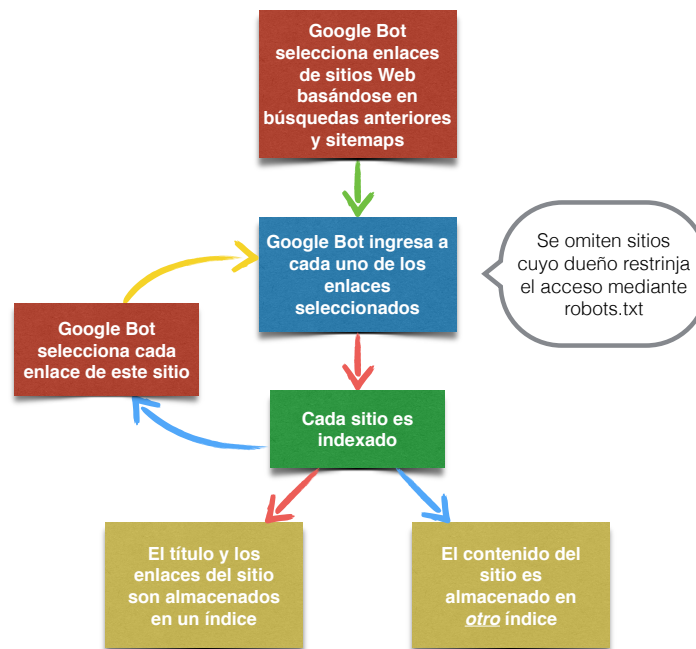 Google Bot
selecciona enlaces
de sitios Web
basándose en
búsquedas anteriores
y sitemaps
Google Bot ingresa a
cada uno de los
enlaces
seleccionados
Se omiten sitios
cuyo dueño restrinja
el acceso mediante
robots.txt
Google Bot
selecciona cada
enlace de este sitio
Cada sitio es
indexado
El título y los
enlaces del sitio
son almacenados
en un índice
El contenido del
sitio es
almacenado en
otro índice